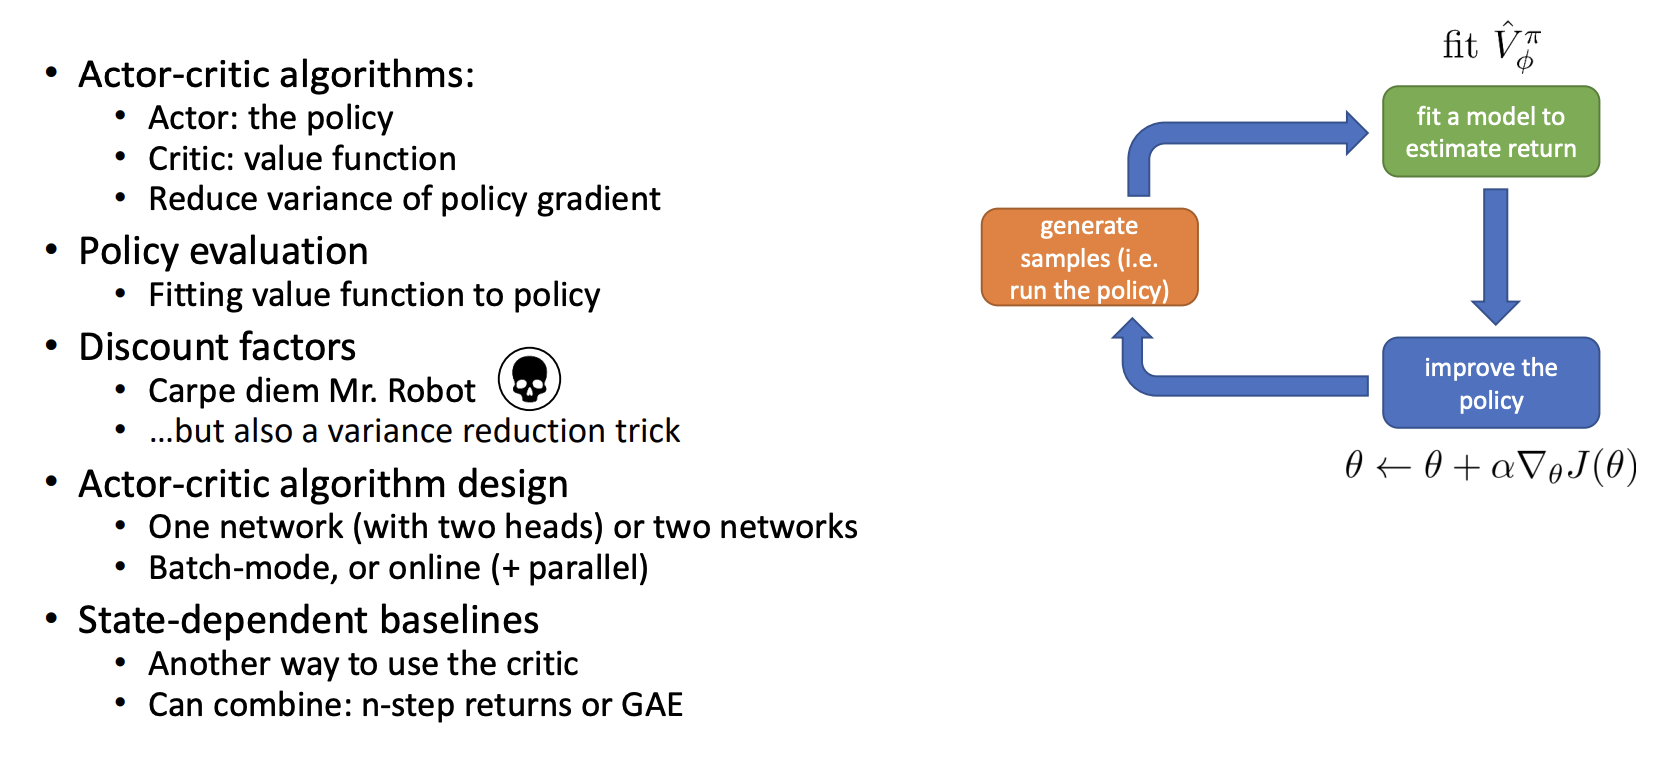 • Actor-critic algorithms:
• Actor: the policy
• Critic: value function
• Reduce variance of policy gradient
• Policy evaluation
• Fitting value function to policy
• Discount factors
• Carpe diem Mr. Robot
• …but also a variance reduction trick
• Actor-critic algorithm design
• One network (with two heads) or two networks
• Batch-mode, or online (+ parallel)
• State-dependent baselines
• Another way to use the critic
• Can combine: n-step returns or GAE
fit $\hat{V}^{\pi}_{\phi}$
fit a model to
estimate return
generate
samples (i.e.
run the policy)
improve the
policy
$\theta \leftarrow \theta + \alpha \nabla_{\theta} J(\theta)$